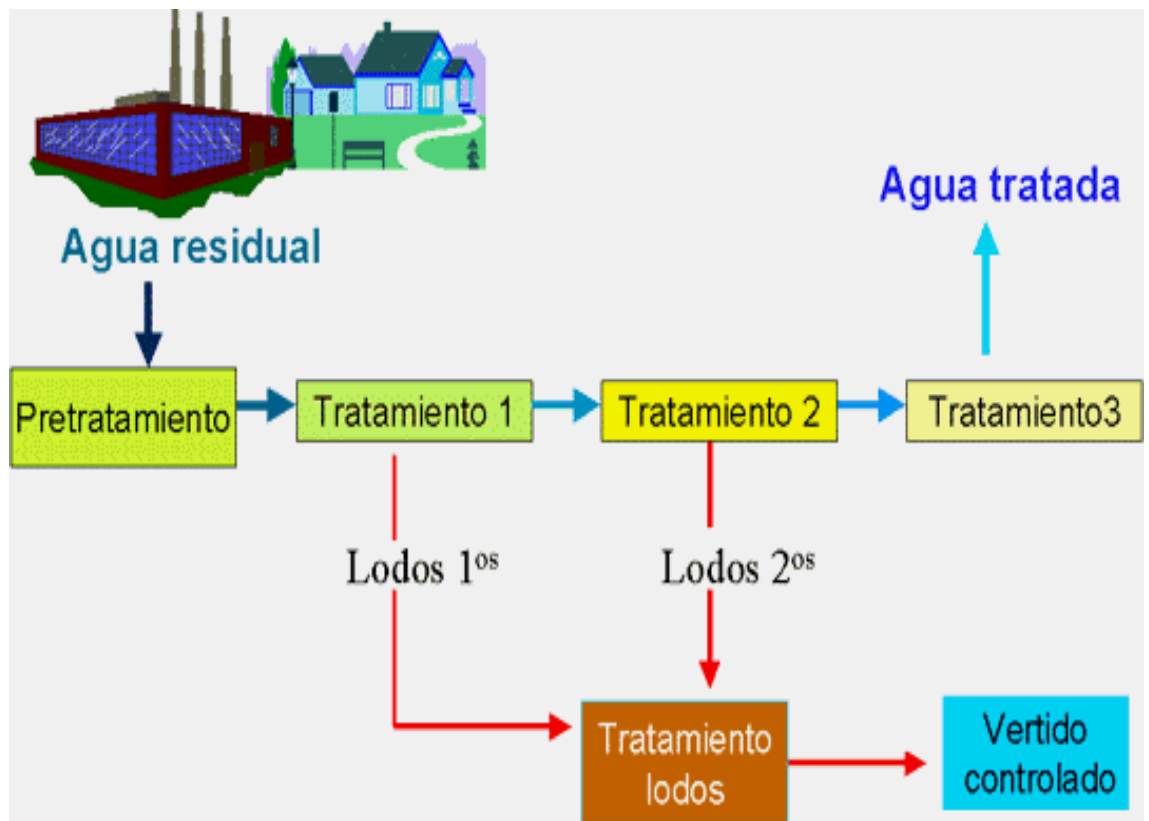 Agua residual
Agua tratada
Pretratamiento
Tratamiento 1
Tratamiento 2
Tratamiento3
Lodos 1os
Lodos 2os
Tratamiento
lodos
Vertido
controlado